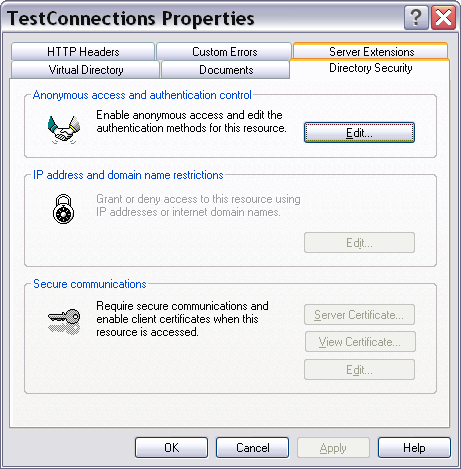 TestConnections Properties
HTTP Headers
Custom Errors
Server Extensions
Virtual Directory
Documents
Directory Security
Anonymous access and authentication control
Enable anonymous access and edit the
authentication methods for this resource.
Edit...
IP address and domain name restrictions
Grant or deny access to this resource using
IP addresses or internet domain names.
Edit...
Secure communications
Require secure communications and
enable client certificates when this
resource is accessed.
Server Certificate...
View Certificate...
Edit...
OK
Cancel
Apply
Help